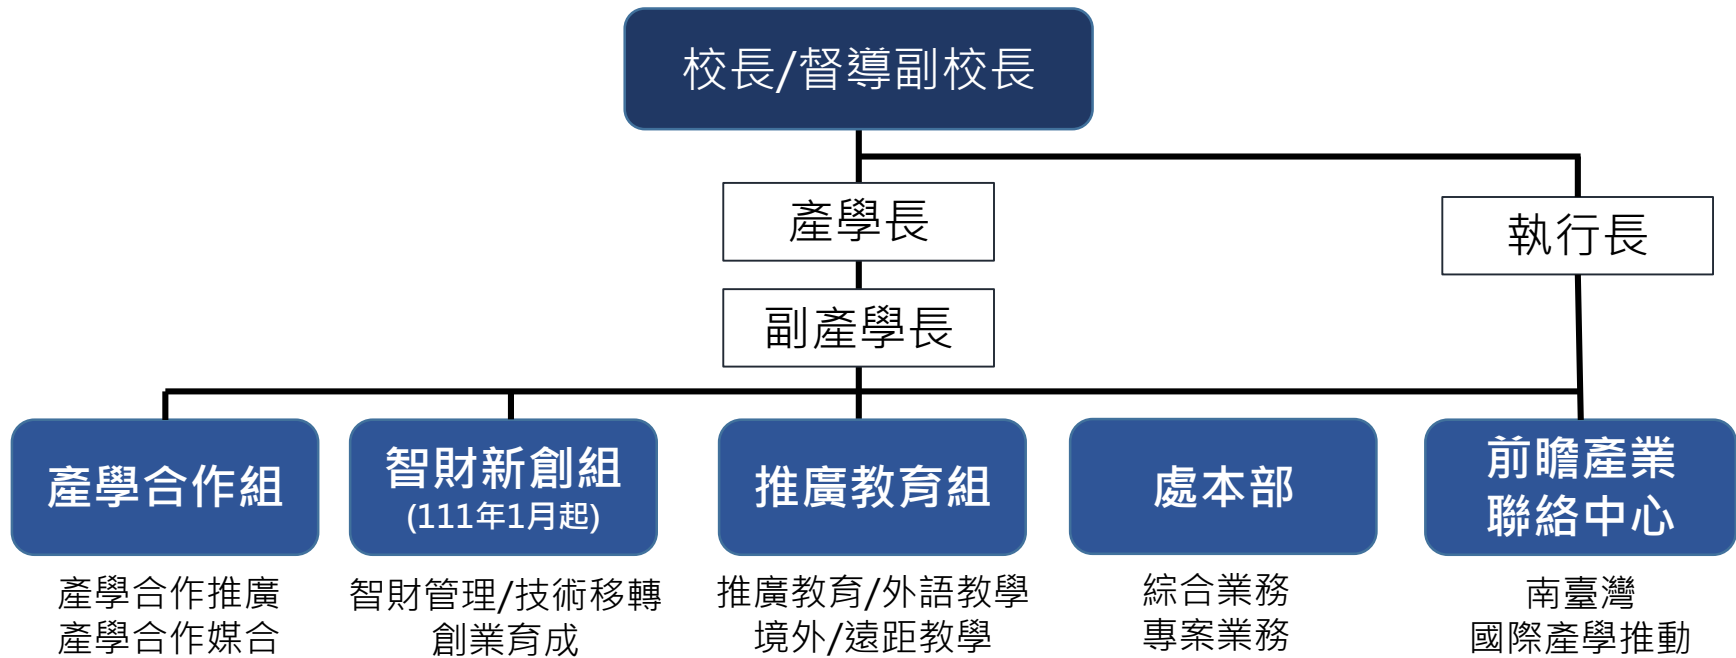 校長/督導副校長
產學長
執行長
副產學長
產學合作組
智財新創組
(111年1月起)
推廣教育組
處本部
前瞻產業
聯絡中心
產學合作推廣
產學合作媒合
智財管理/技術移轉
創業育成
推廣教育/外語教學
境外/遠距教學
綜合業務
專案業務
南臺灣
國際產學推動